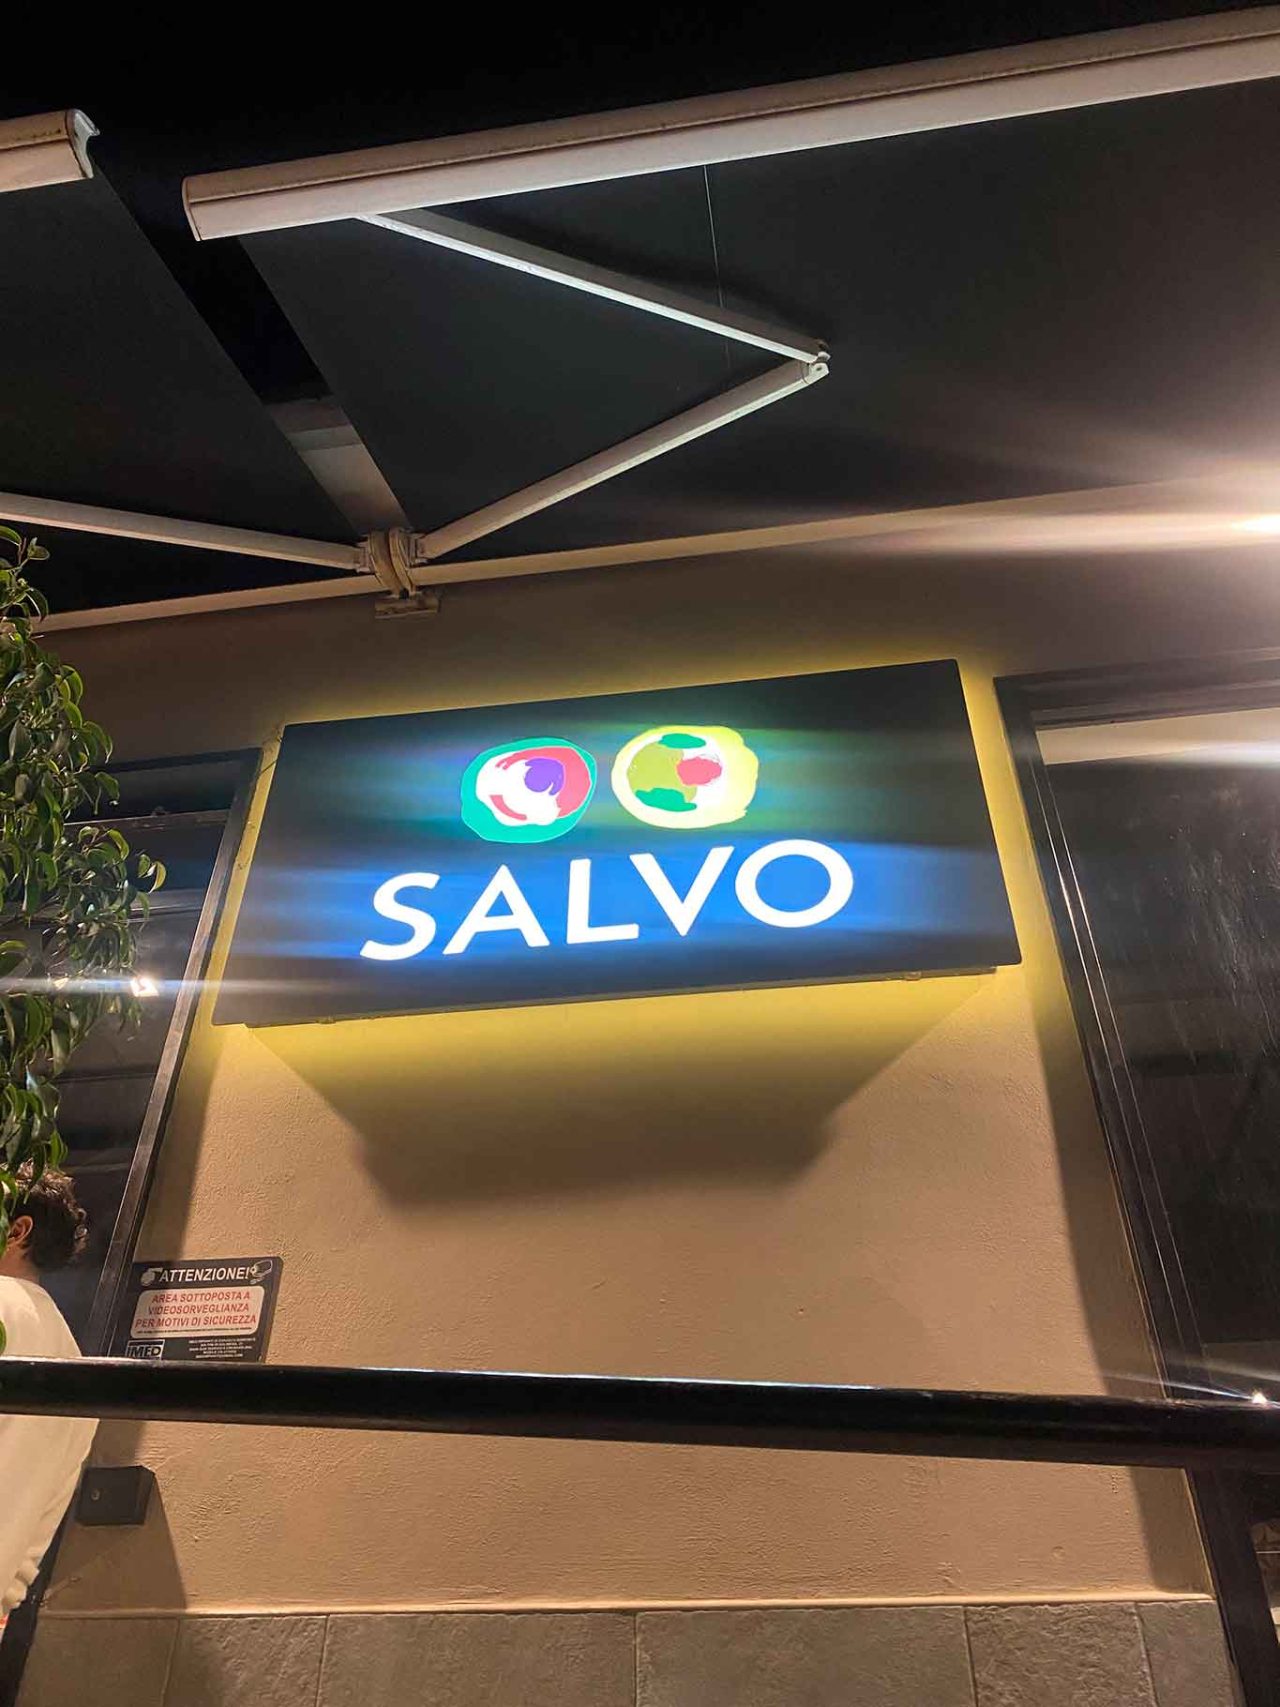 SALVO
ATTENZIONE!
AREA SOTTOPOSTA A
VIDEOSORVEGLIANZA
PER MOTIVI DI SICUREZZA
IMED